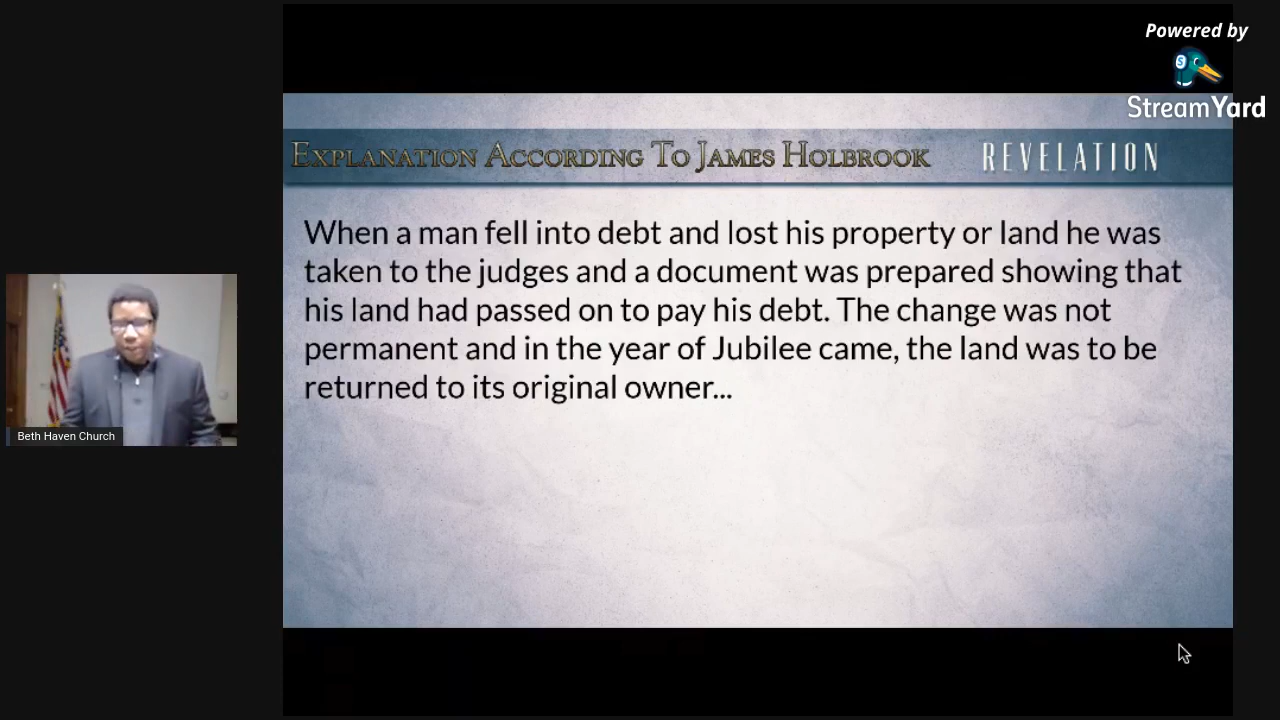 Powered by
StreamYard
EXPLANATION ACCORDING TO JAMES HOLBROOK
REVELATION
When a man fell into debt and lost his property or land he was
taken to the judges and a document was prepared showing that
his land had passed on to pay his debt. The change was not
permanent and in the year of Jubilee came, the land was to be
returned to its original owner...
Beth Haven Church